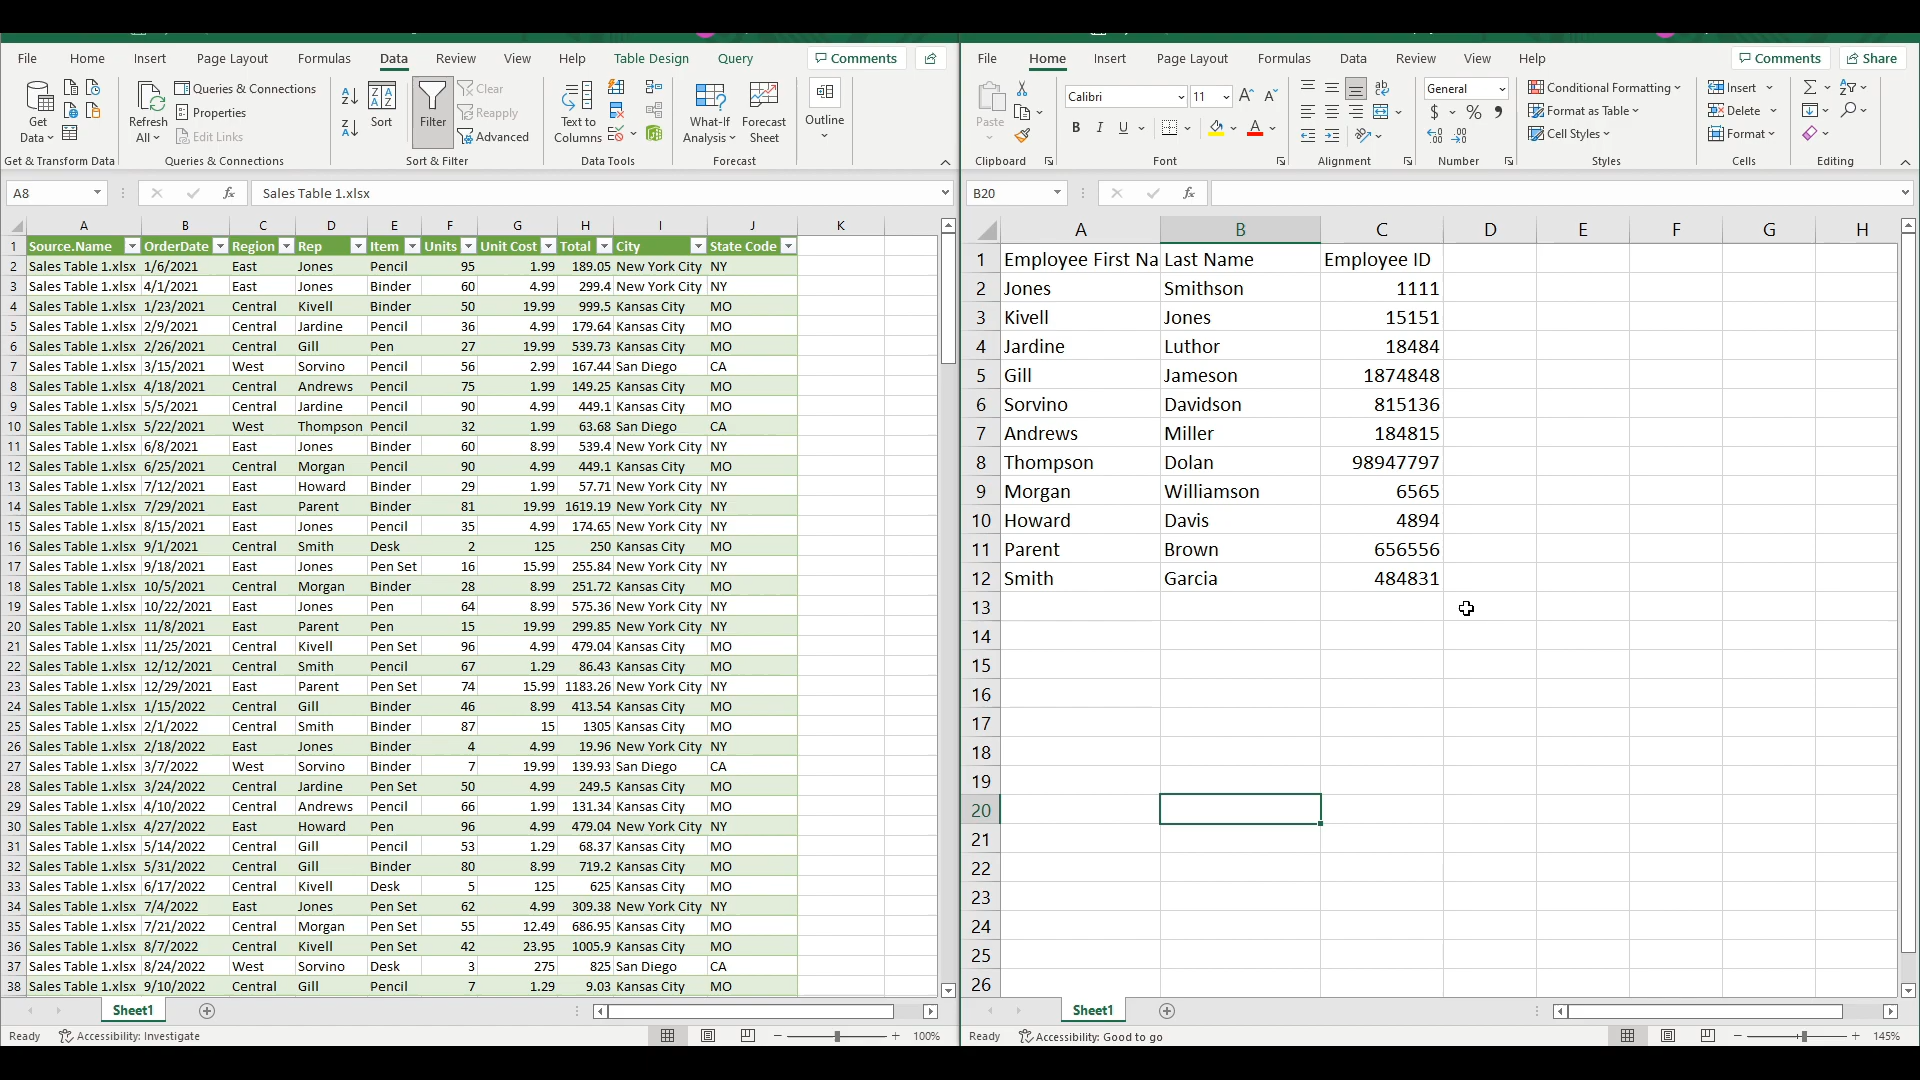 File Home Insert Page Layout Formulas Data Review View Help Table Design Query Comments
Get Data Refresh All Queries & Connections Properties Edit Links Sort Filter Clear Reapply Advanced Text to Columns What-If Analysis Forecast Sheet Outline
Get & Transform Data Queries & Connections Sort & Filter Data Tools Forecast
A8 fx Sales Table 1.xlsx
A B C D E F G H I J K
1 Source.Name OrderDate Region Rep Item Units Unit Cost Total City State Code
2 Sales Table 1.xlsx 1/6/2021 East Jones Pencil 95 1.99 189.05 New York City NY
3 Sales Table 1.xlsx 4/1/2021 East Jones Binder 60 4.99 299.4 New York City NY
4 Sales Table 1.xlsx 1/23/2021 Central Kivell Binder 50 19.99 999.5 Kansas City MO
5 Sales Table 1.xlsx 2/9/2021 Central Jardine Pencil 36 4.99 179.64 Kansas City MO
6 Sales Table 1.xlsx 2/26/2021 Central Gill Pen 27 19.99 539.73 Kansas City MO
7 Sales Table 1.xlsx 3/15/2021 West Sorvino Pencil 56 2.99 167.44 San Diego CA
8 Sales Table 1.xlsx 4/18/2021 Central Andrews Pencil 75 1.99 149.25 Kansas City MO
9 Sales Table 1.xlsx 5/5/2021 Central Jardine Pencil 90 4.99 449.1 Kansas City MO
10 Sales Table 1.xlsx 5/22/2021 West Thompson Pencil 32 1.99 63.68 San Diego CA
11 Sales Table 1.xlsx 6/8/2021 East Jones Binder 60 8.99 539.4 New York City NY
12 Sales Table 1.xlsx 6/25/2021 Central Morgan Pencil 90 4.99 449.1 Kansas City MO
13 Sales Table 1.xlsx 7/12/2021 East Howard Binder 29 1.99 57.71 New York City NY
14 Sales Table 1.xlsx 7/29/2021 East Parent Binder 81 19.99 1619.19 New York City NY
15 Sales Table 1.xlsx 8/15/2021 East Jones Pencil 35 4.99 174.65 New York City NY
16 Sales Table 1.xlsx 9/1/2021 Central Smith Desk 2 125 250 Kansas City MO
17 Sales Table 1.xlsx 9/18/2021 East Jones Pen Set 16 15.99 255.84 New York City NY
18 Sales Table 1.xlsx 10/5/2021 Central Morgan Binder 28 8.99 251.72 Kansas City MO
19 Sales Table 1.xlsx 10/22/2021 East Jones Pen 64 8.99 575.36 New York City NY
20 Sales Table 1.xlsx 11/8/2021 East Parent Pen 15 19.99 299.85 New York City NY
21 Sales Table 1.xlsx 11/25/2021 Central Kivell Pen Set 96 4.99 479.04 Kansas City MO
22 Sales Table 1.xlsx 12/12/2021 Central Smith Pencil 67 1.29 86.43 Kansas City MO
23 Sales Table 1.xlsx 12/29/2021 East Parent Pen Set 74 15.99 1183.26 New York City NY
24 Sales Table 1.xlsx 1/15/2022 Central Gill Binder 46 8.99 413.54 Kansas City MO
25 Sales Table 1.xlsx 2/1/2022 Central Smith Binder 87 15 1305 Kansas City MO
26 Sales Table 1.xlsx 2/18/2022 East Jones Binder 4 4.99 19.96 New York City NY
27 Sales Table 1.xlsx 3/7/2022 West Sorvino Binder 7 19.99 139.93 San Diego CA
28 Sales Table 1.xlsx 3/24/2022 Central Jardine Pen Set 50 4.99 249.5 Kansas City MO
29 Sales Table 1.xlsx 4/10/2022 Central Andrews Pencil 66 1.99 131.34 Kansas City MO
30 Sales Table 1.xlsx 4/27/2022 East Howard Pen 96 4.99 479.04 New York City NY
31 Sales Table 1.xlsx 5/14/2022 Central Gill Pencil 53 1.29 68.37 Kansas City MO
32 Sales Table 1.xlsx 5/31/2022 Central Gill Binder 80 8.99 719.2 Kansas City MO
33 Sales Table 1.xlsx 6/17/2022 Central Kivell Desk 5 125 625 Kansas City MO
34 Sales Table 1.xlsx 7/4/2022 East Jones Pen Set 62 4.99 309.38 New York City NY
35 Sales Table 1.xlsx 7/21/2022 Central Morgan Pen Set 55 12.49 686.95 Kansas City MO
36 Sales Table 1.xlsx 8/7/2022 Central Kivell Pen Set 42 23.95 1005.9 Kansas City MO
37 Sales Table 1.xlsx 8/24/2022 West Sorvino Desk 3 275 825 San Diego CA
38 Sales Table 1.xlsx 9/10/2022 Central Gill Pencil 7 1.29 9.03 Kansas City MO
Sheet1
Ready Accessibility: Investigate 100%
File Home Insert Page Layout Formulas Data Review View Help Comments Share
Paste Calibri 11 B I U General $ % Conditional Formatting Format as Table Cell Styles Insert Delete Format
Clipboard Font Alignment Number Styles Cells Editing
B20 fx
A B C D E F G H
1 Employee First Na Last Name Employee ID
2 Jones Smithson 1111
3 Kivell Jones 15151
4 Jardine Luthor 18484
5 Gill Jameson 1874848
6 Sorvino Davidson 815136
7 Andrews Miller 184815
8 Thompson Dolan 98947797
9 Morgan Williamson 6565
10 Howard Davis 4894
11 Parent Brown 656556
12 Smith Garcia 484831
13
14
15
16
17
18
19
20
21
22
23
24
25
26
Sheet1
Ready Accessibility: Good to go 145%